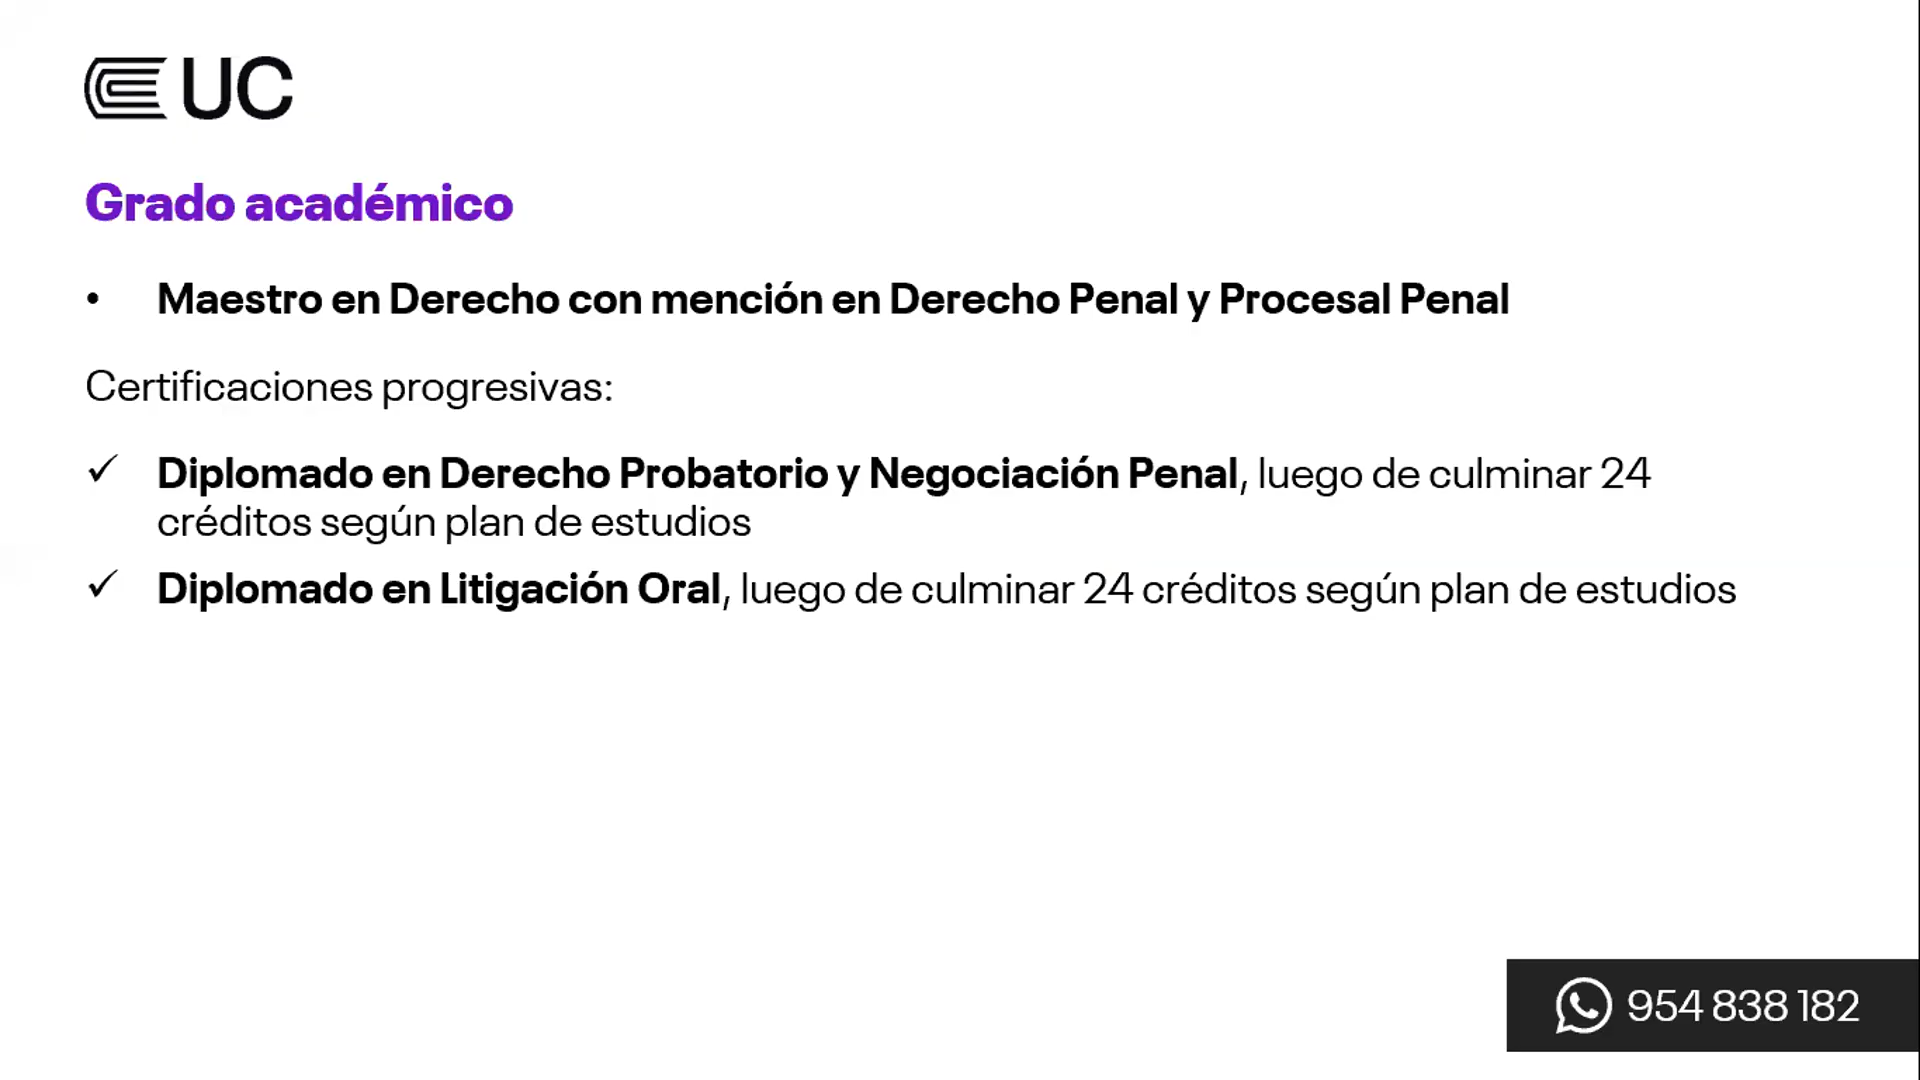 UC
Grado académico
• Maestro en Derecho con mención en Derecho Penal y Procesal Penal
Certificaciones progresivas:
✓ Diplomado en Derecho Probatorio y Negociación Penal, luego de culminar 24
créditos según plan de estudios
✓ Diplomado en Litigación Oral, luego de culminar 24 créditos según plan de estudios
954 838 182